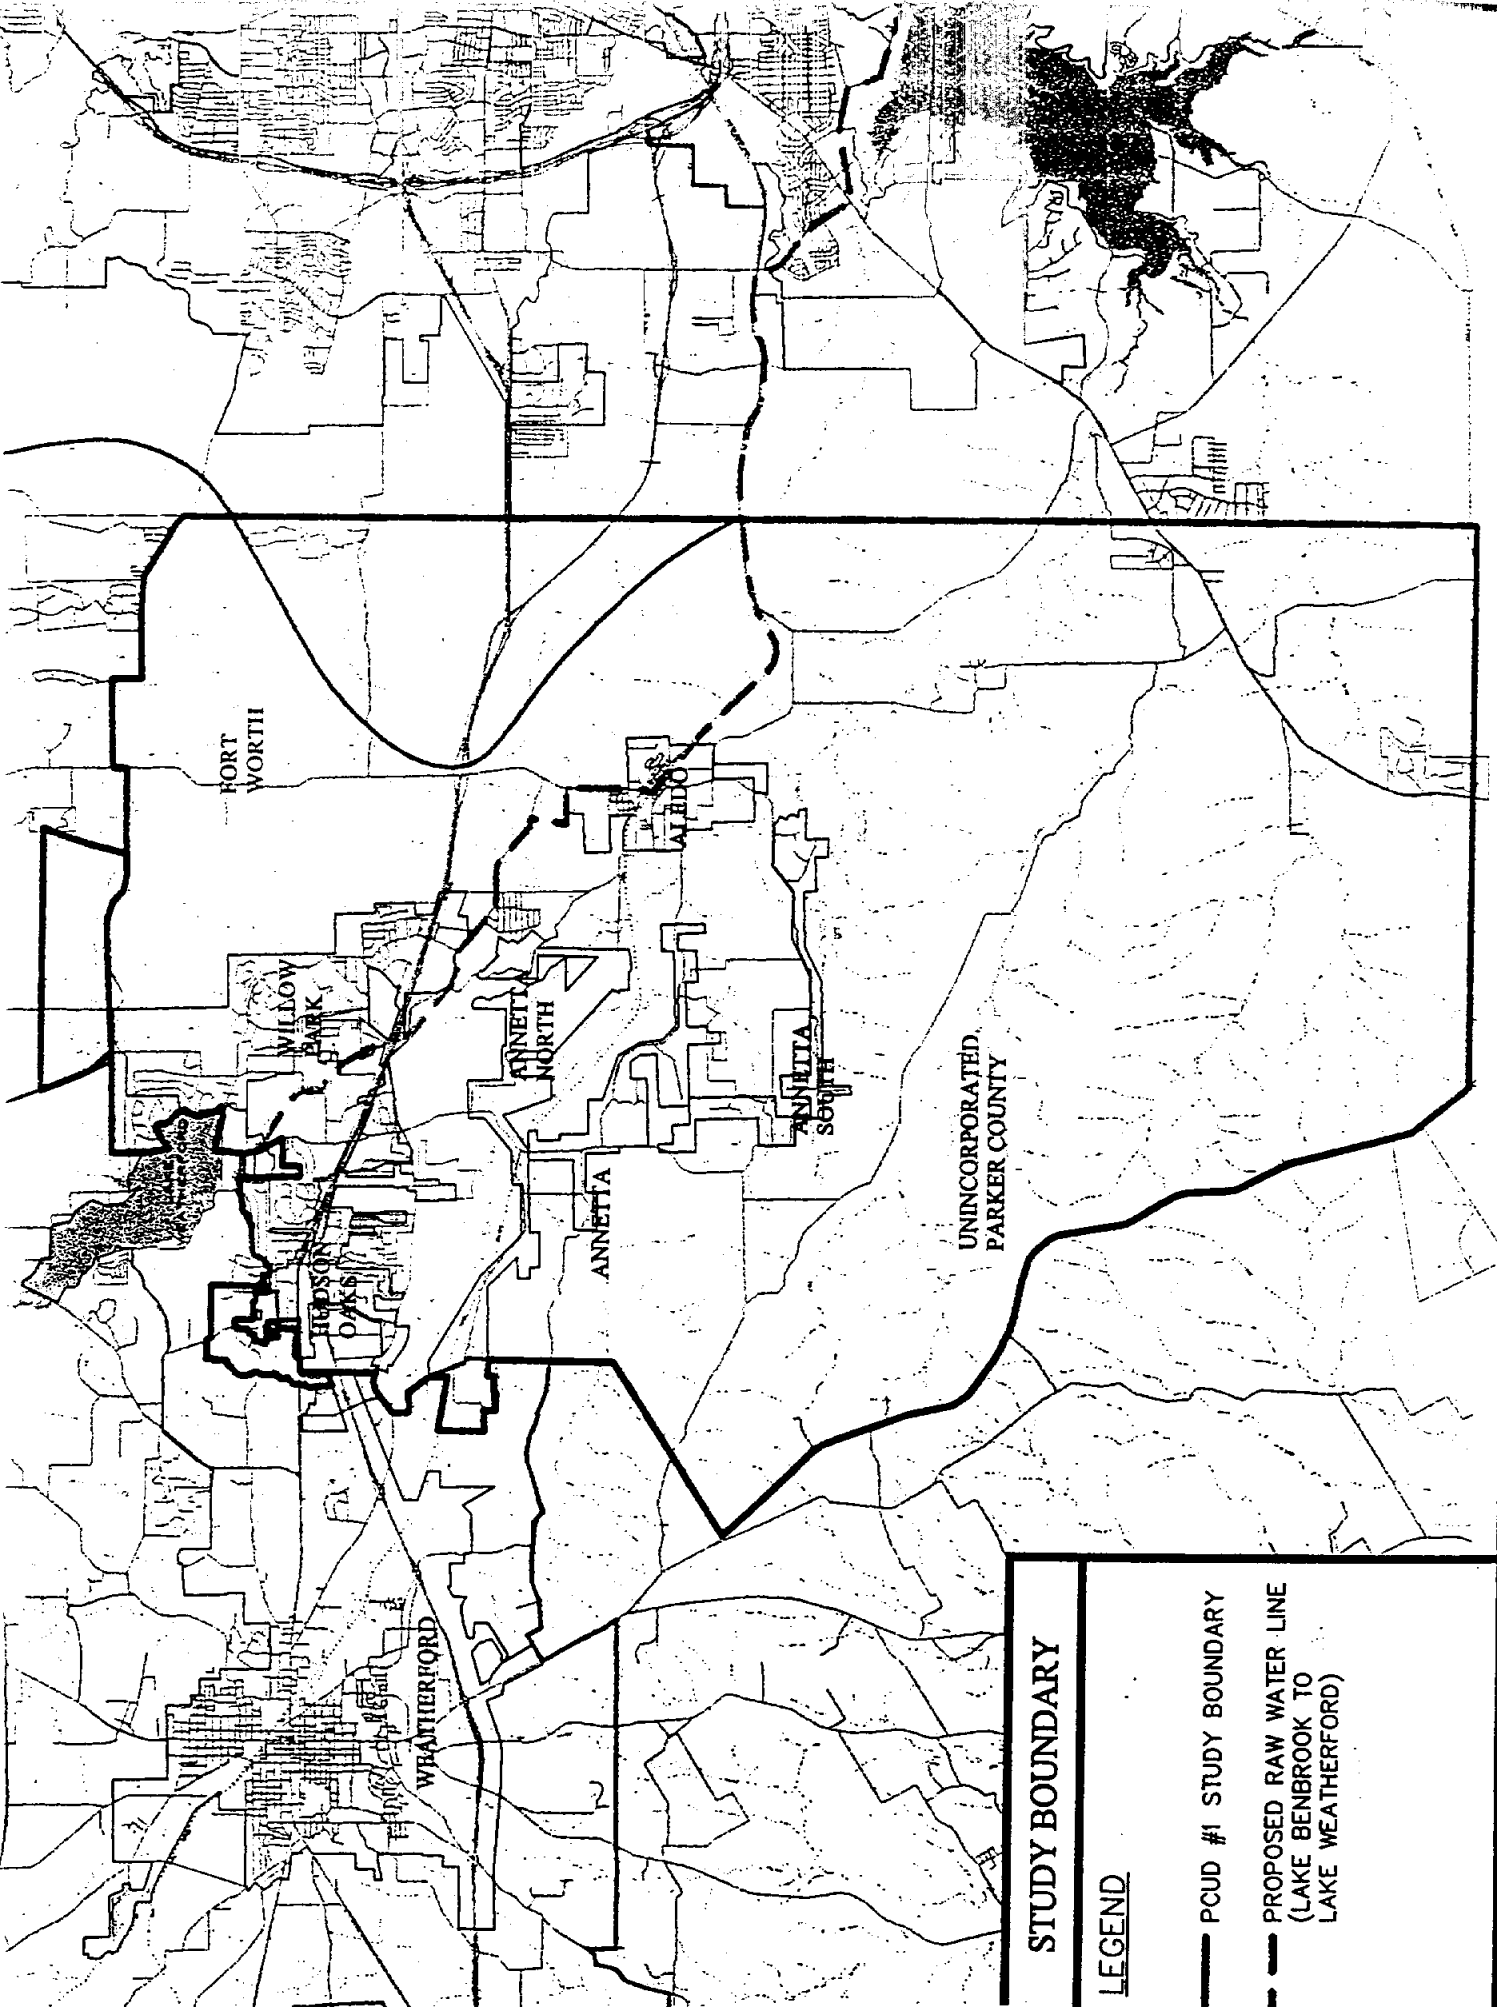 FORT
WORTH
WILLOW
PARK
HUDSON
OAKS
WEATHERFORD
ANNETTA
NORTH
ALEDO
ANNETTA
ANNETTA
SOUTH
UNINCORPORATED
PARKER COUNTY
STUDY BOUNDARY
LEGEND
PCUD #1 STUDY BOUNDARY
PROPOSED RAW WATER LINE
(LAKE BENBROOK TO
LAKE WEATHERFORD)